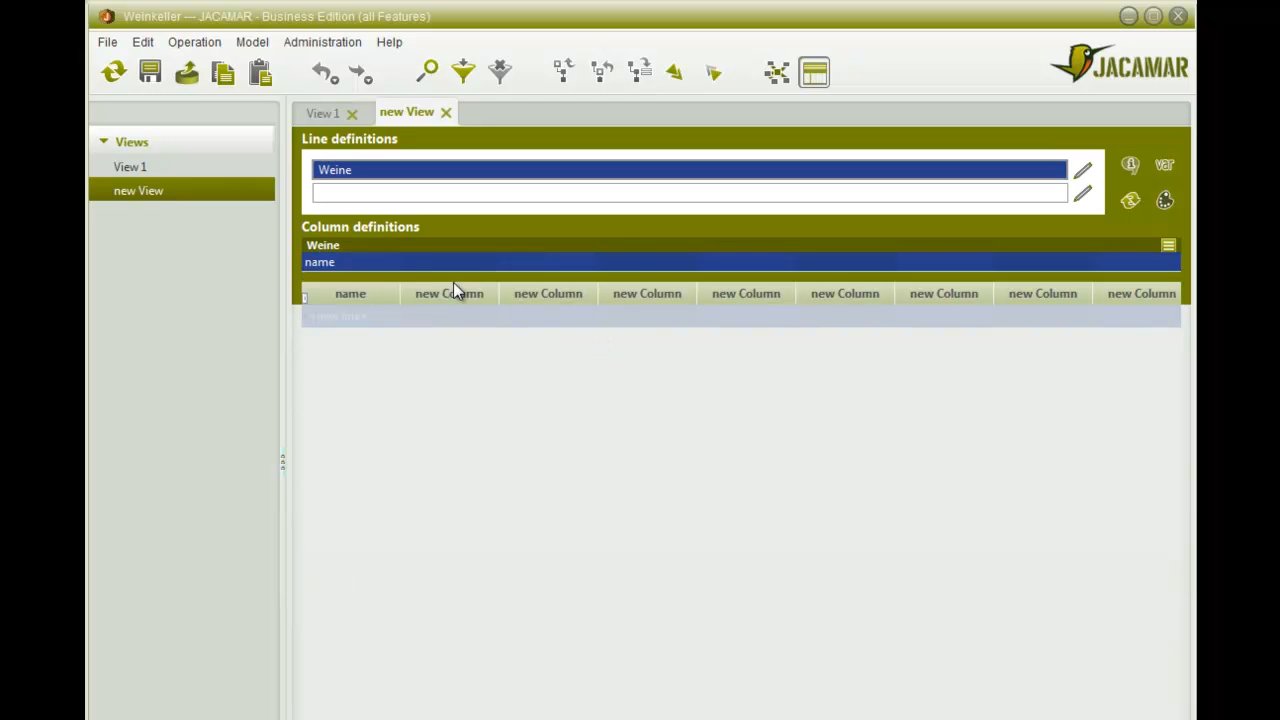 Weinkeller — JACAMAR - Business Edition (all Features)
File Edit Operation Model Administration Help
JACAMAR
View 1 new View
Views
View 1
new View
Line definitions
Weine
var
Column definitions
Weine
name
name new Column new Column new Column new Column new Column new Column new Column new Column